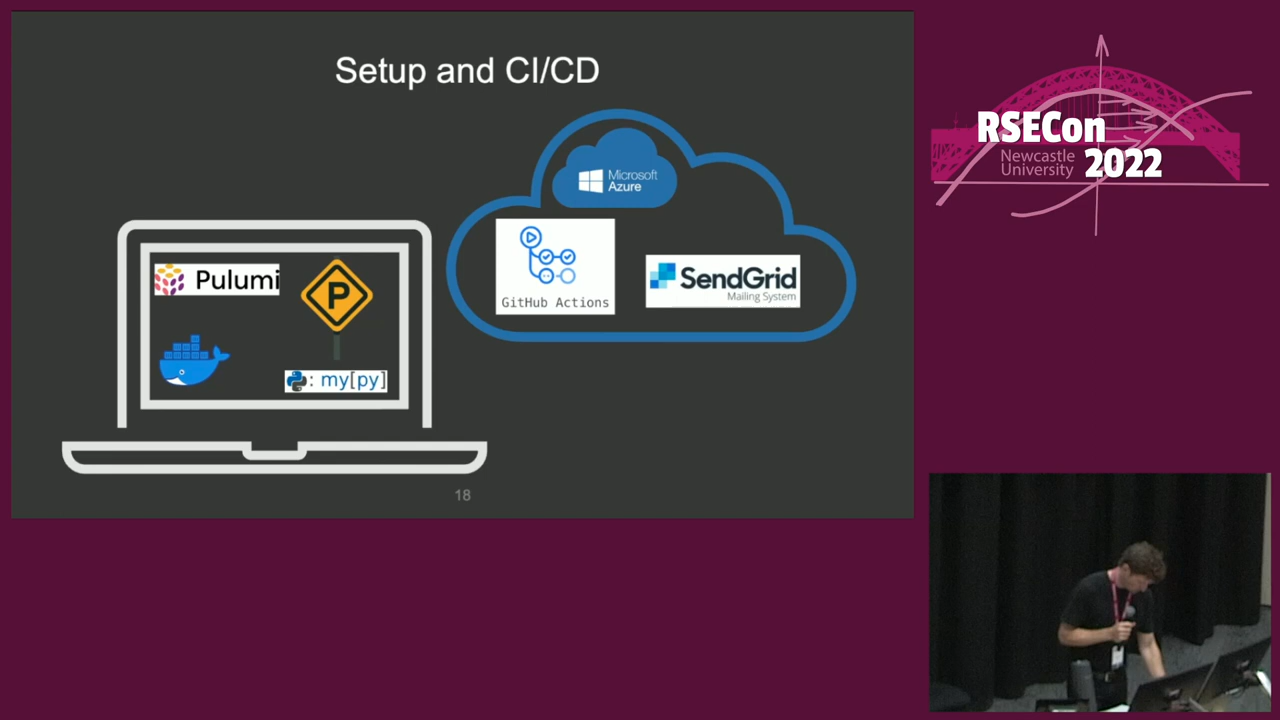 Setup and CI/CD
Microsoft
Azure
Pulumi
P
: my[py]
GitHub Actions
SendGrid
Mailing System
18
RSECon
2022
Newcastle
University